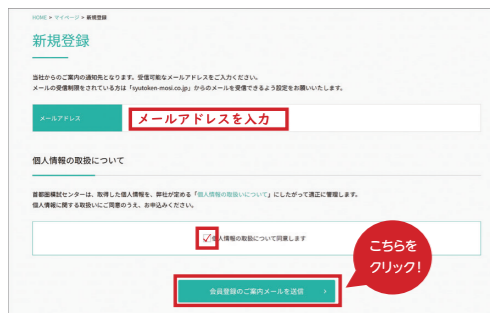 HOME > マイページ > 新規登録
新規登録
当社からのご案内の通知先となります。受信可能なメールアドレスをご入力ください。
メールの受信制限をされている方は「syutoken-mosi.co.jp」からのメールを受信できるよう設定をお願いいたします。
メールアドレス
メールアドレスを入力
個人情報の取扱について
首都圏模試センターは、取得した個人情報を、弊社が定める「個人情報の取扱いについて」にしたがって適正に管理します。
個人情報に関する取扱いにご同意のうえ、お申込みください。
個人情報の取扱について同意します
こちらを
クリック!
会員登録のご案内メールを送信 >